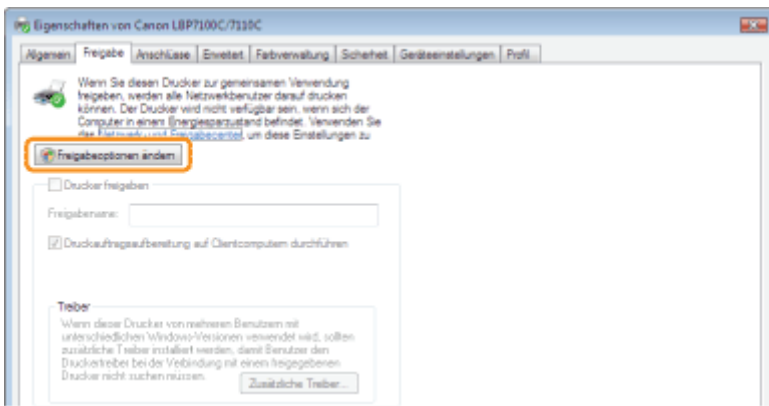 Eigenschaften von Canon LBP7100C/7110C
Allgemein Freigabe Anschlüsse Erweitert Farbverwaltung Sicherheit Geräteeinstellungen Profil
Wenn Sie diesen Drucker zur gemeinsamen Verwendung
freigeben, werden alle Netzwerkbenutzer darauf drucken
können. Der Drucker wird nicht verfügbar sein, wenn sich der
Computer in einem Energiesparzustand befindet. Verwenden Sie
das Netzwerk- und Freigabecenter, um diese Einstellungen zu
Freigabeoptionen ändern
Drucker freigeben
Freigabename:
Druckauftragsaufbereitung auf Clientcomputern durchführen
Treiber
Wenn dieser Drucker von mehreren Benutzern mit
unterschiedlichen Windows-Versionen verwendet wird, sollten
zusätzliche Treiber installiert werden, damit Benutzer den
Druckertreiber bei der Verbindung mit einem freigegebenen
Drucker nicht suchen müssen.
Zusätzliche Treiber...